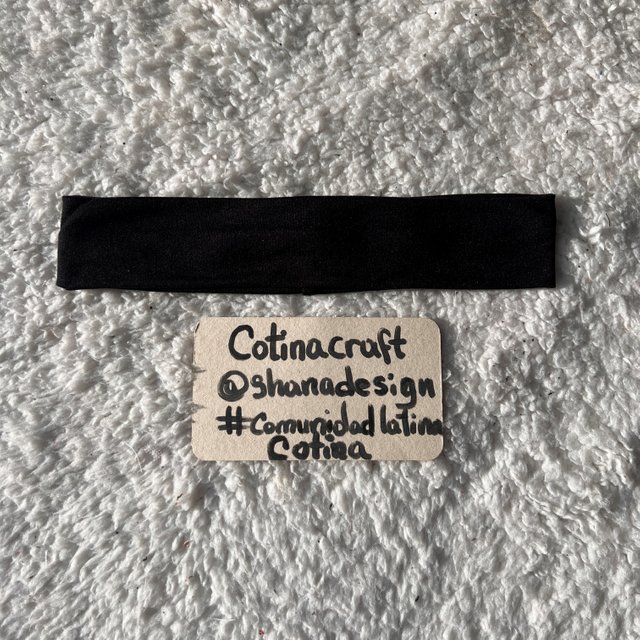 Cotinacraft
@shanadesign
#comunidad latina
Cotina